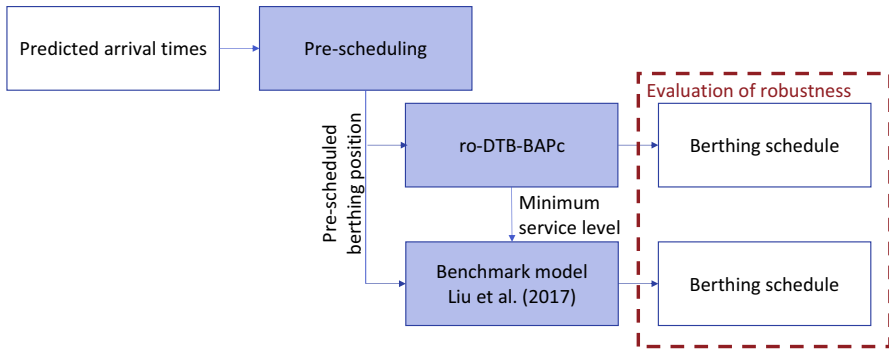 Predicted arrival times
Pre-scheduling
Evaluation of robustness
Pre-scheduled
berthing position
ro-DTB-BAPc
Berthing schedule
Minimum
service level
Benchmark model
Liu et al. (2017)
Berthing schedule